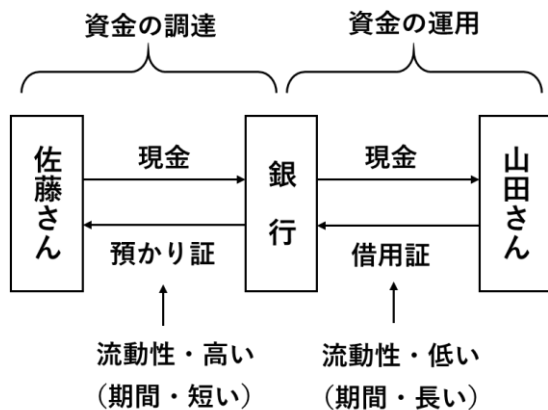 資金の調達
資金の運用
佐藤さん
現金
預かり証
銀行
現金
借用証
山田さん
流動性・高い
（期間・短い）
流動性・低い
（期間・長い）